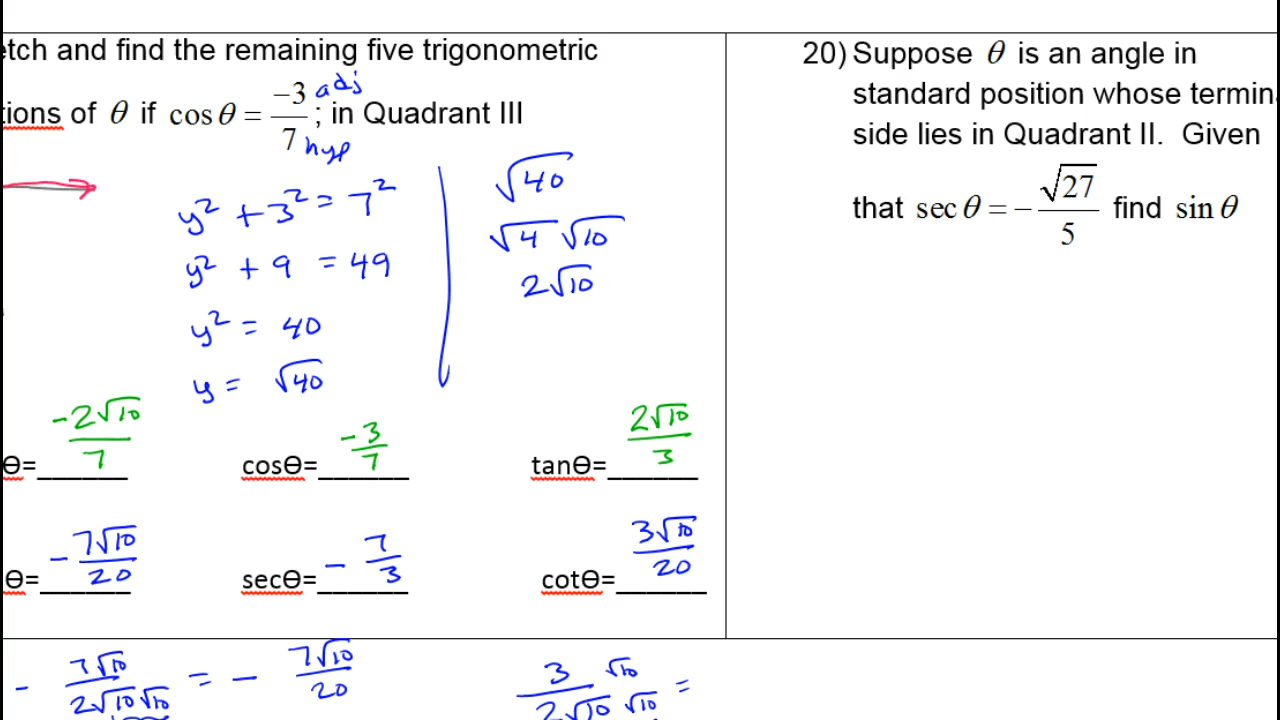 etch and find the remaining five trigonometric
tions of θ if cosθ = -3/7 ; in Quadrant III
adj
hyp
y² + 3² = 7²
y² + 9 = 49
y² = 40
y = √40
√40
√4 √10
2√10
θ= -2√10/7 cosθ= -3/7 tanθ= 2√10/3
θ= -7√10/20 secθ= -7/3 cotθ= 3√10/20
- 7√10/2√10√10 = - 7√10/20
3 √10/2√10 √10 =
20) Suppose θ is an angle in
standard position whose termina
side lies in Quadrant II. Given
that secθ = -√27/5 find sinθ